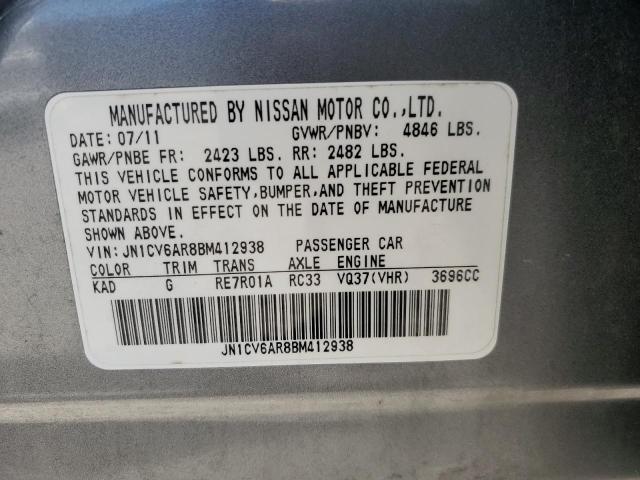 MANUFACTURED BY NISSAN MOTOR CO.,LTD.
DATE: 07/11 GVWR/PNBV: 4846 LBS.
GAWR/PNBE FR: 2423 LBS. RR: 2482 LBS.
THIS VEHICLE CONFORMS TO ALL APPLICABLE FEDERAL
MOTOR VEHICLE SAFETY,BUMPER,AND THEFT PREVENTION
STANDARDS IN EFFECT ON THE DATE OF MANUFACTURE
SHOWN ABOVE.
VIN: JN1CV6AR8BM412938 PASSENGER CAR
COLOR TRIM TRANS AXLE ENGINE
KAD G RE7R01A RC33 VQ37(VHR) 3696CC
JN1CV6AR8BM412938